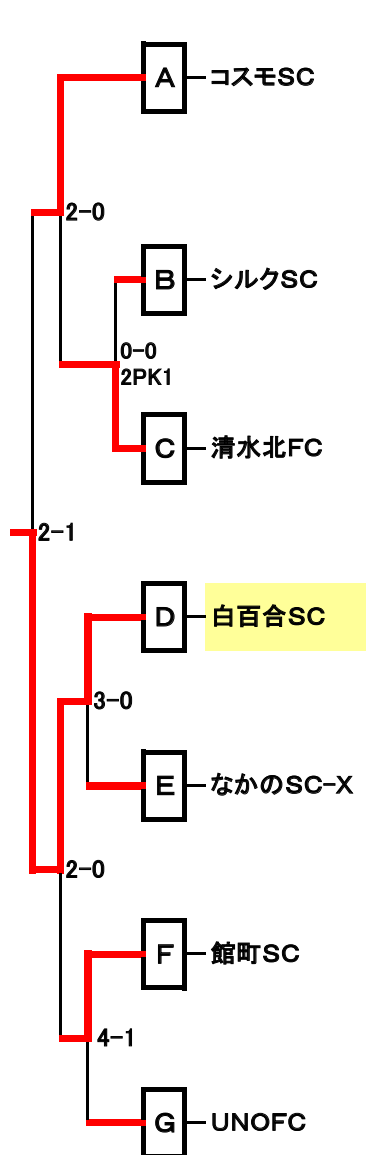 A コスモSC
2-0
B シルクSC
0-0
2PK1
C 清水北FC
2-1
D 白百合SC
3-0
E なかのSC-X
2-0
F 館町SC
4-1
G UNOFC